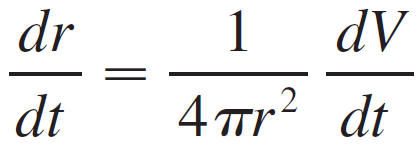 dr/dt = 1/(4πr²) dV/dt